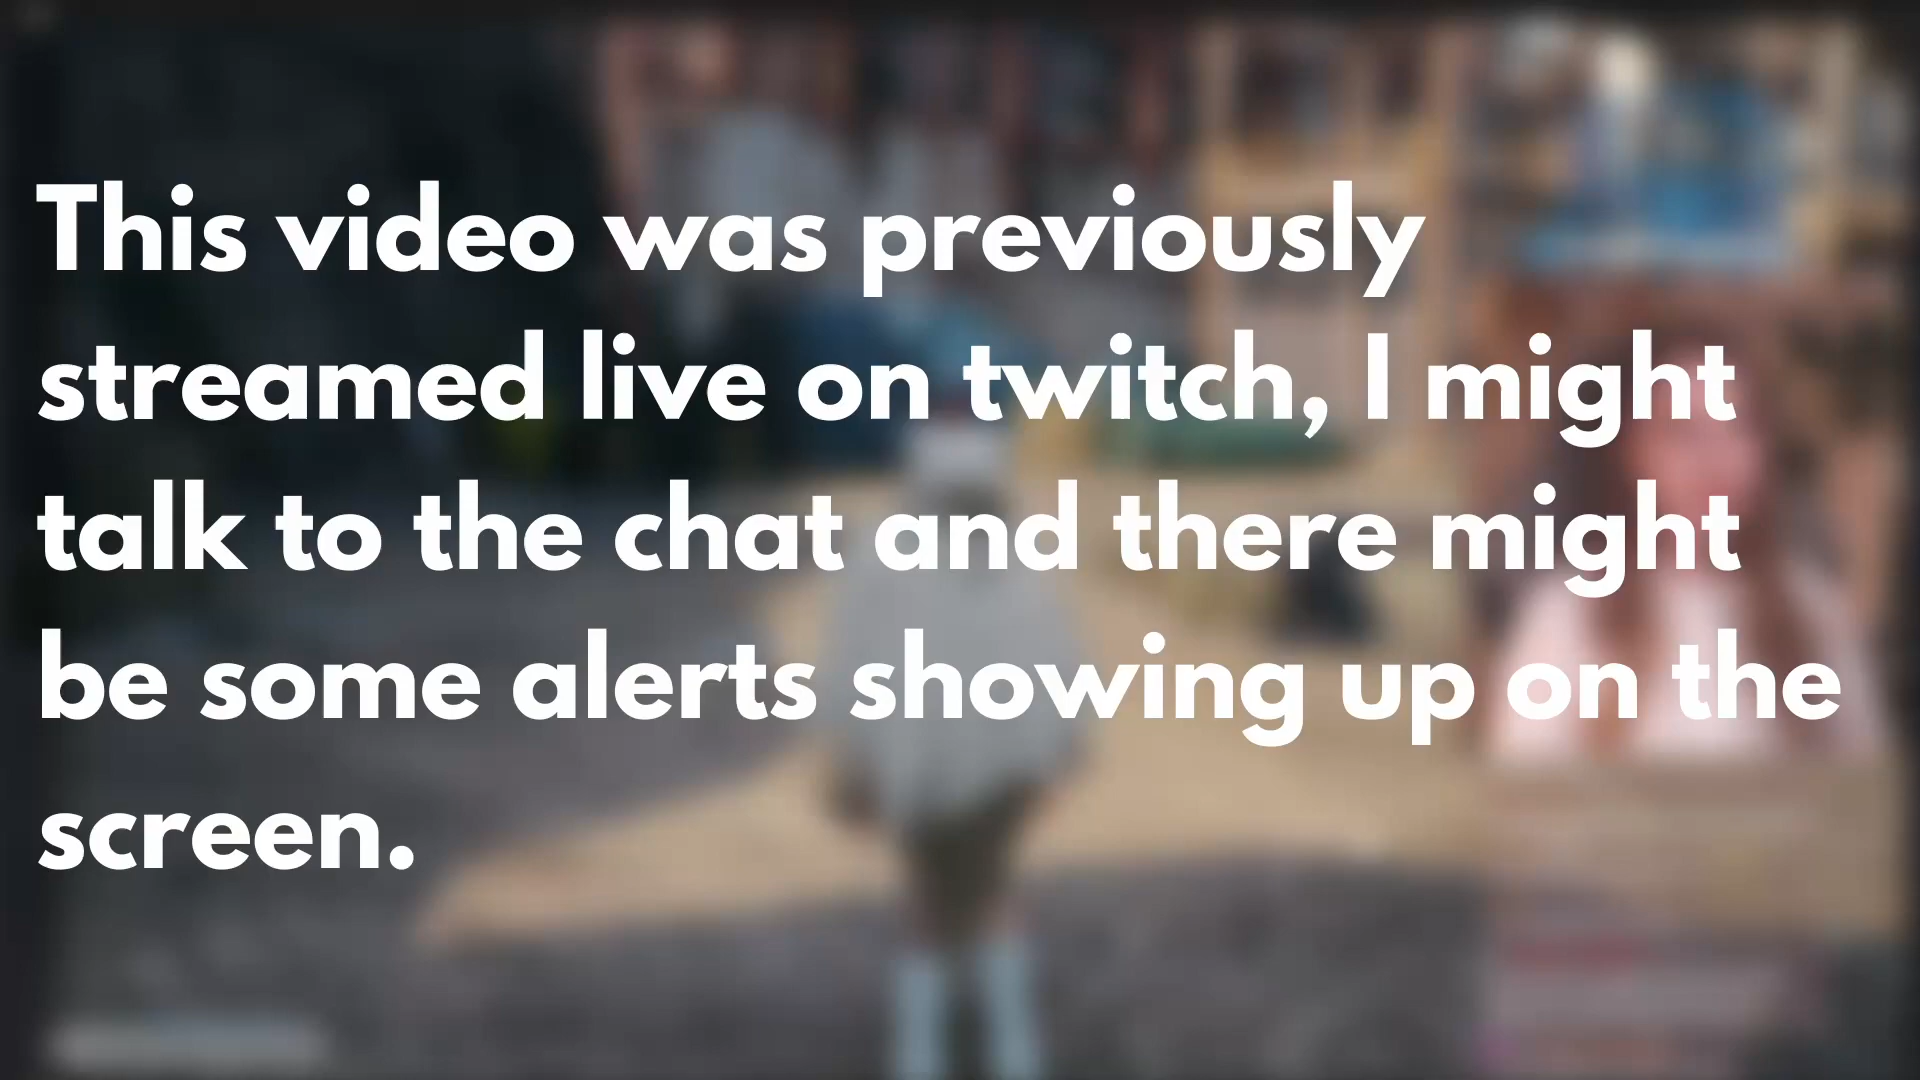 This video was previously
streamed live on twitch, I might
talk to the chat and there might
be some alerts showing up on the
screen.